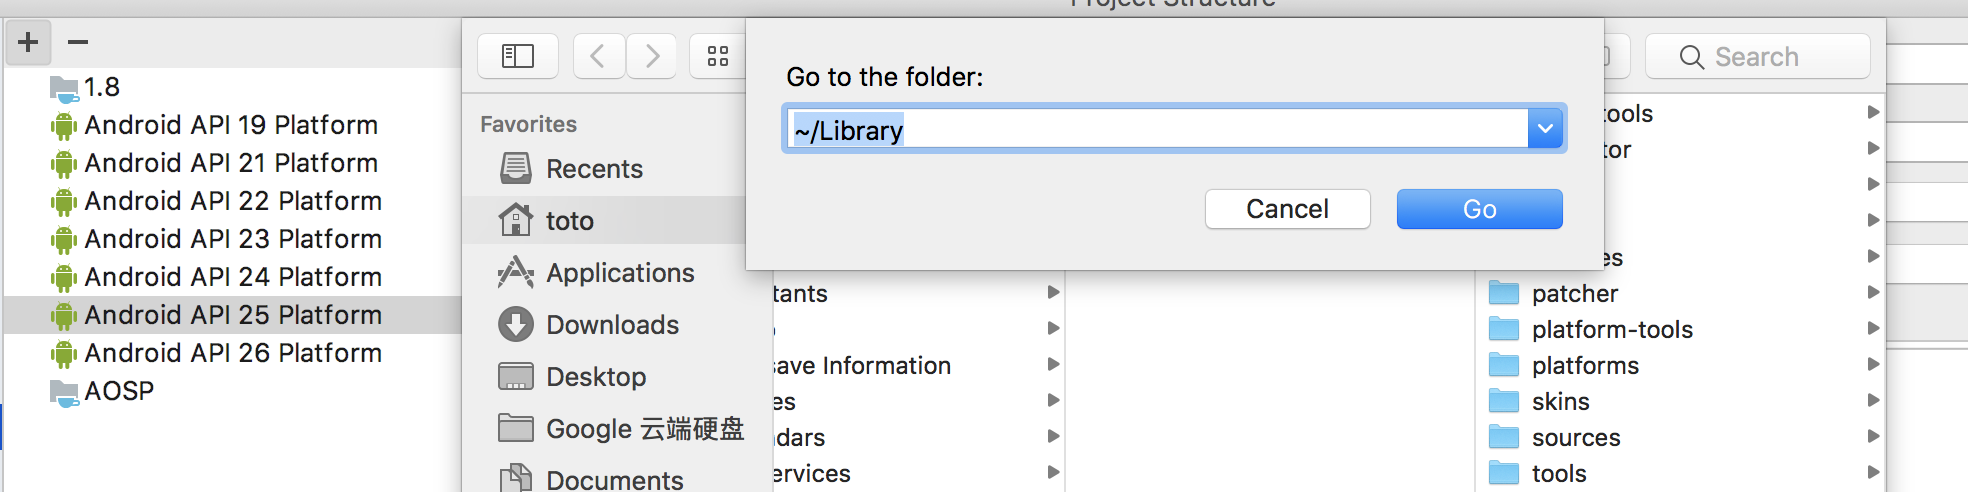 Project Structure
1.8
Android API 19 Platform
Android API 21 Platform
Android API 22 Platform
Android API 23 Platform
Android API 24 Platform
Android API 25 Platform
Android API 26 Platform
AOSP
Favorites
Recents
toto
Applications
Downloads
Desktop
Google 云端硬盘
Documents
Go to the folder:
~/Library
Cancel
Go
Search
tants
save Information
es
ndars
ervices
ools
tor
es
patcher
platform-tools
platforms
skins
sources
tools